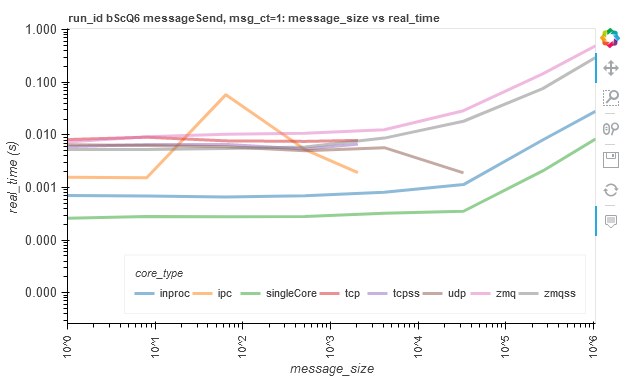 run_id bScQ6 messageSend, msg_ct=1: message_size vs real_time
1.000
0.100
0.010
0.001
0.000
0.000
real_time (s)
core_type
inproc ipc singleCore tcp tcpss udp zmq zmqss
10^0 10^1 10^2 10^3 10^4 10^5 10^6
message_size